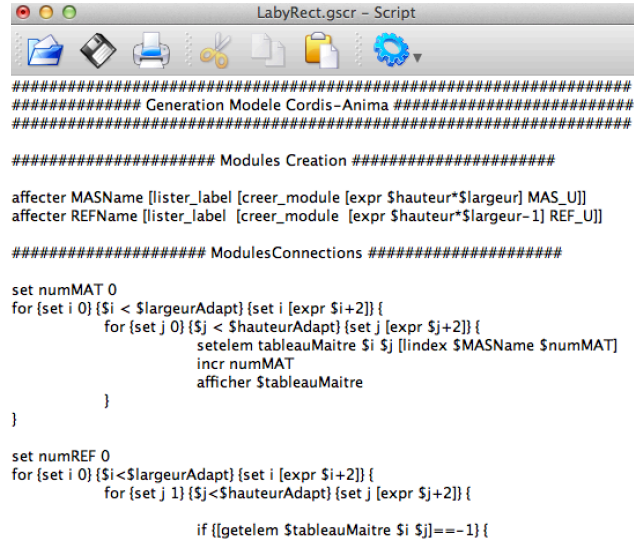 LabyRect.gscr - Script
####################################################################
############## Generation Modele Cordis-Anima ##########################
####################################################################
###################### Modules Creation ######################
affecter MASName [lister_label [creer_module [expr $hauteur*$largeur] MAS_U]]
affecter REFName [lister_label  [creer_module  [expr $hauteur*$largeur-1] REF_U]]
##################### ModulesConnections #####################
set numMAT 0
for {set i 0} {$i < $largeurAdapt} {set i [expr $i+2]} {
for {set j 0} {$j < $hauteurAdapt} {set j [expr $j+2]} {
setelem tableauMaitre $i $j [lindex $MASName $numMAT]
incr numMAT
afficher $tableauMaitre
}
}
set numREF 0
for {set i 0} {$i<$largeurAdapt} {set i [expr $i+2]} {
for {set j 1} {$j<$hauteurAdapt} {set j [expr $j+2]} {
if {[getelem $tableauMaitre $i $j]==-1} {